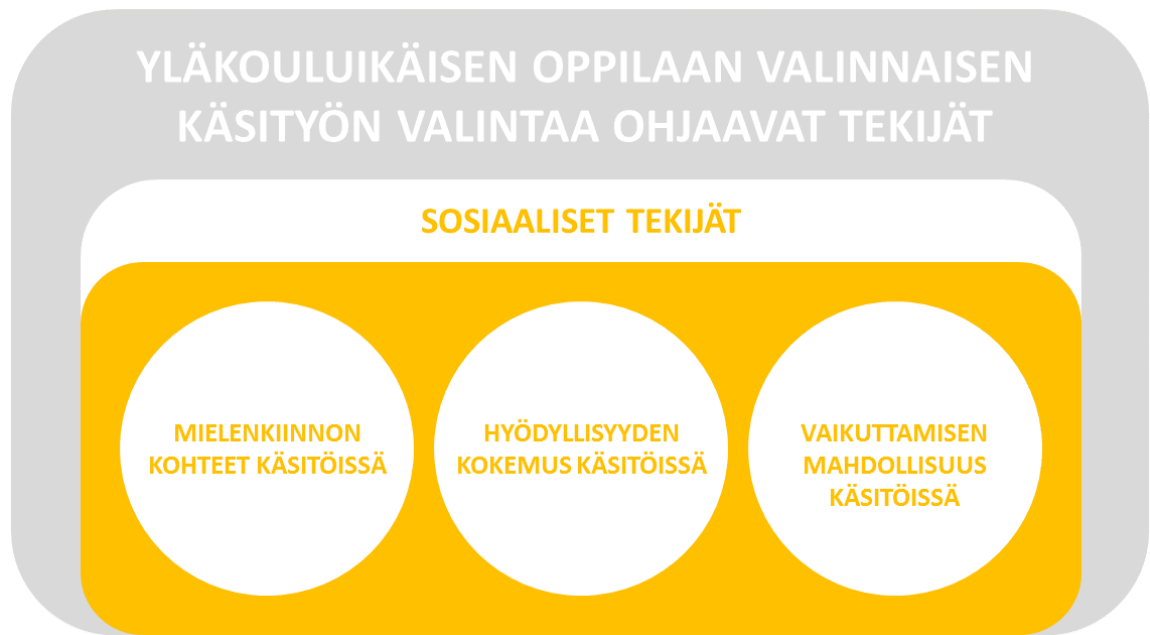 YLÄKOULUIKÄISEN OPPILAAN VALINNAISEN
KÄSITYÖN VALINTAA OHJAAVAT TEKIJÄT
SOSIAALISET TEKIJÄT
MIELENKIINNON
KOHTEET KÄSITÖISSÄ
HYÖDYLLISYYDEN
KOKEMUS KÄSITÖISSÄ
VAIKUTTAMISEN
MAHDOLLISUUS
KÄSITÖISSÄ